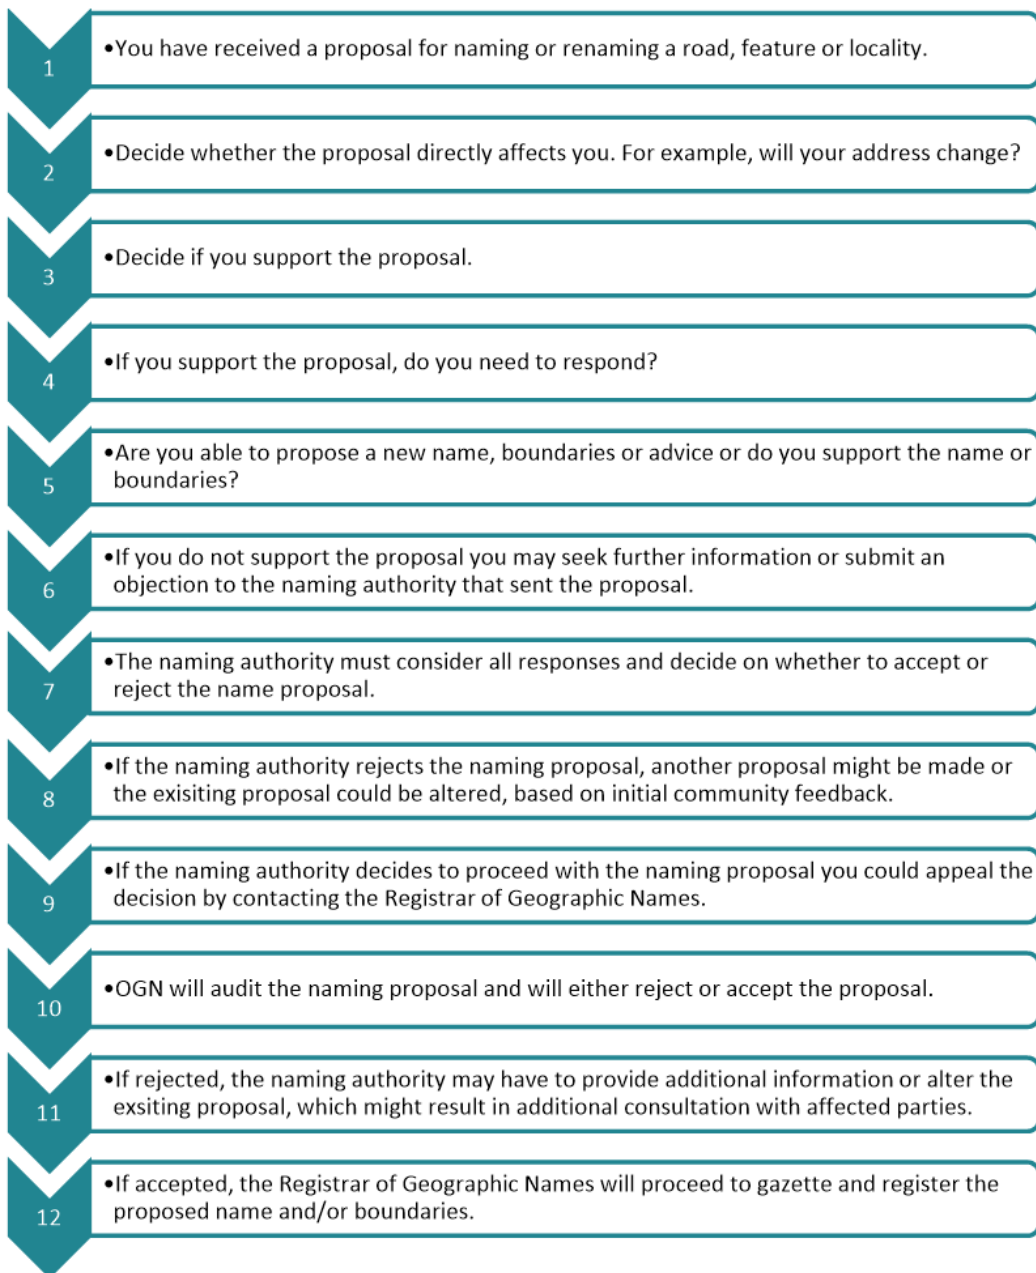 1
•You have received a proposal for naming or renaming a road, feature or locality.
2
•Decide whether the proposal directly affects you. For example, will your address change?
3
•Decide if you support the proposal.
4
•If you support the proposal, do you need to respond?
5
•Are you able to propose a new name, boundaries or advice or do you support the name or
boundaries?
6
•If you do not support the proposal you may seek further information or submit an
objection to the naming authority that sent the proposal.
7
•The naming authority must consider all responses and decide on whether to accept or
reject the name proposal.
8
•If the naming authority rejects the naming proposal, another proposal might be made or
the exisiting proposal could be altered, based on initial community feedback.
9
•If the naming authority decides to proceed with the naming proposal you could appeal the
decision by contacting the Registrar of Geographic Names.
10
•OGN will audit the naming proposal and will either reject or accept the proposal.
11
•If rejected, the naming authority may have to provide additional information or alter the
exsiting proposal, which might result in additional consultation with affected parties.
12
•If accepted, the Registrar of Geographic Names will proceed to gazette and register the
proposed name and/or boundaries.